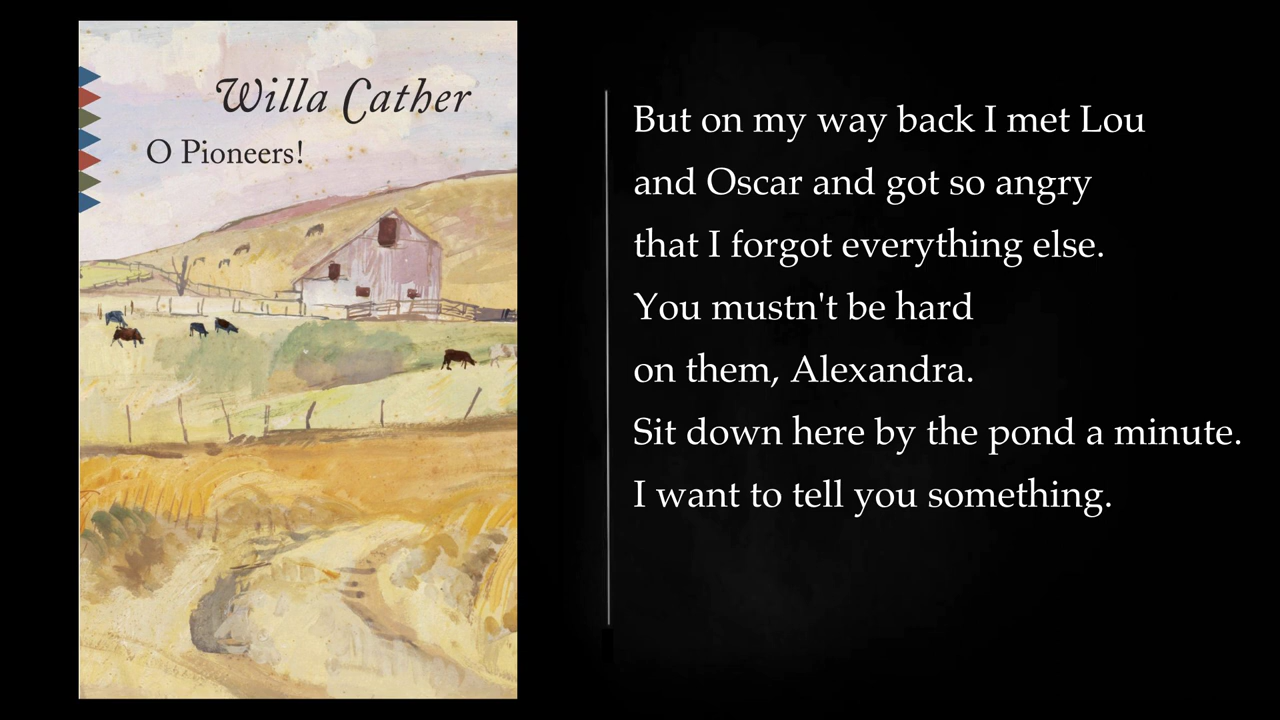 Willa Cather
O Pioneers!
But on my way back I met Lou
and Oscar and got so angry
that I forgot everything else.
You mustn't be hard
on them, Alexandra.
Sit down here by the pond a minute.
I want to tell you something.